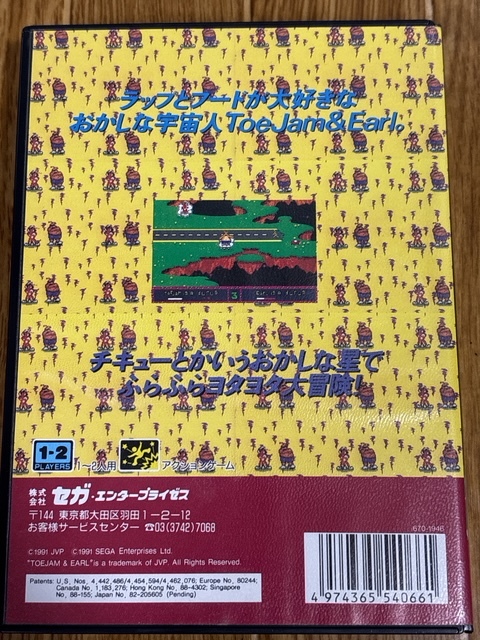 ラップとフードが大好きな
おかしな宇宙人ToeJam&Earl。
チキューとかいうおかしな星で
ふらふらヨタヨタ大冒険!
1-2
PLAYERS
1~2人用
アクションゲーム
株式会社 セガ・エンタープライゼス
〒144 東京都大田区羽田1-2-12
お客様サービスセンター ☎03(3742)7068
670-1946
©1991 JVP ©1991 SEGA Enterprises Ltd.
"TOEJAM & EARL" is a trademark of JVP. All Rights Reserved.
Patents: U.S. Nos. 4,442,486/4,454,594/4,462,076; Europe No. 80244;
Canada No. 1,183,276; Hong Kong No. 88-4302; Singapore
No. 88-155; Japan No. 82-205605 (Pending)
4 974365 540661